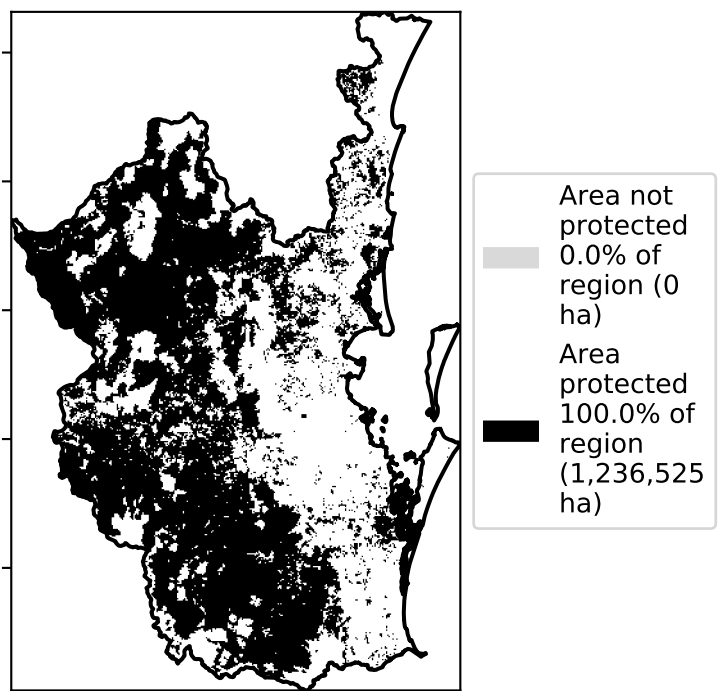 Area not
protected
0.0% of
region (0
ha)
Area
protected
100.0% of
region
(1,236,525
ha)